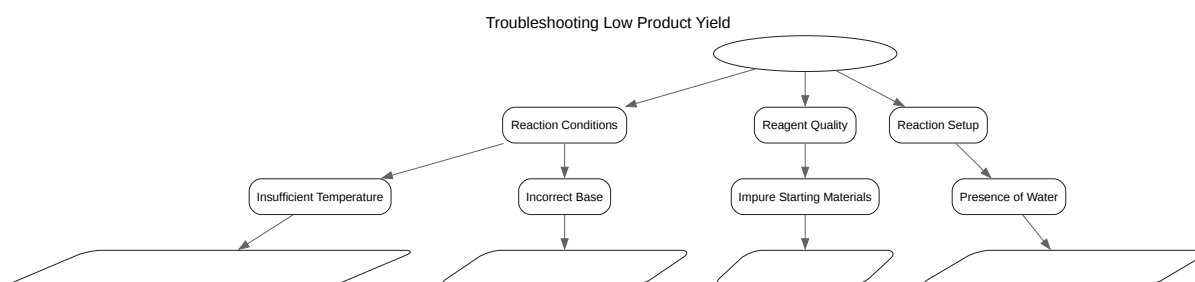 Troubleshooting Low Product Yield
Reaction Conditions
Reagent Quality
Reaction Setup
Insufficient Temperature
Incorrect Base
Impure Starting Materials
Presence of Water